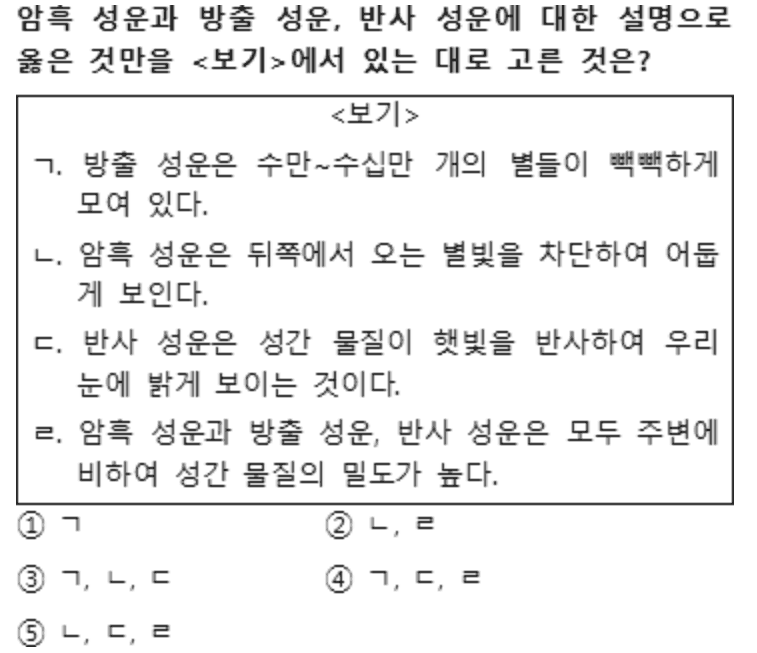 암흑 성운과 방출 성운, 반사 성운에 대한 설명으로
옳은 것만을 <보기>에서 있는 대로 고른 것은?
<보기>
ㄱ. 방출 성운은 수만~수십만 개의 별들이 빽빽하게
모여 있다.
ㄴ. 암흑 성운은 뒤쪽에서 오는 별빛을 차단하여 어둡
게 보인다.
ㄷ. 반사 성운은 성간 물질이 햇빛을 반사하여 우리
눈에 밝게 보이는 것이다.
ㄹ. 암흑 성운과 방출 성운, 반사 성운은 모두 주변에
비하여 성간 물질의 밀도가 높다.
① ㄱ ② ㄴ, ㄹ
③ ㄱ, ㄴ, ㄷ ④ ㄱ, ㄷ, ㄹ
⑤ ㄴ, ㄷ, ㄹ